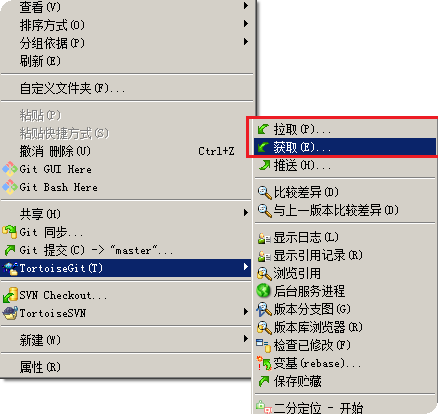 查看(V)
排序方式(O)
分组依据(P)
刷新(E)
自定义文件夹(F)...
粘贴(P)
粘贴快捷方式(S)
撤消 删除(U) Ctrl+Z
Git GUI Here
Git Bash Here
共享(H)
Git 同步...
Git 提交(C) -> "master"...
TortoiseGit(T)
SVN Checkout...
TortoiseSVN
新建(W)
属性(R)
拉取(P)...
获取(E)...
推送(H)...
比较差异(D)
与上一版本比较差异(D)
显示日志(L)
显示引用记录(R)
浏览引用
后台服务进程
版本分支图(G)
版本库浏览器(R)
检查已修改(F)
变基(rebase)...
保存贮藏
二分定位 - 开始